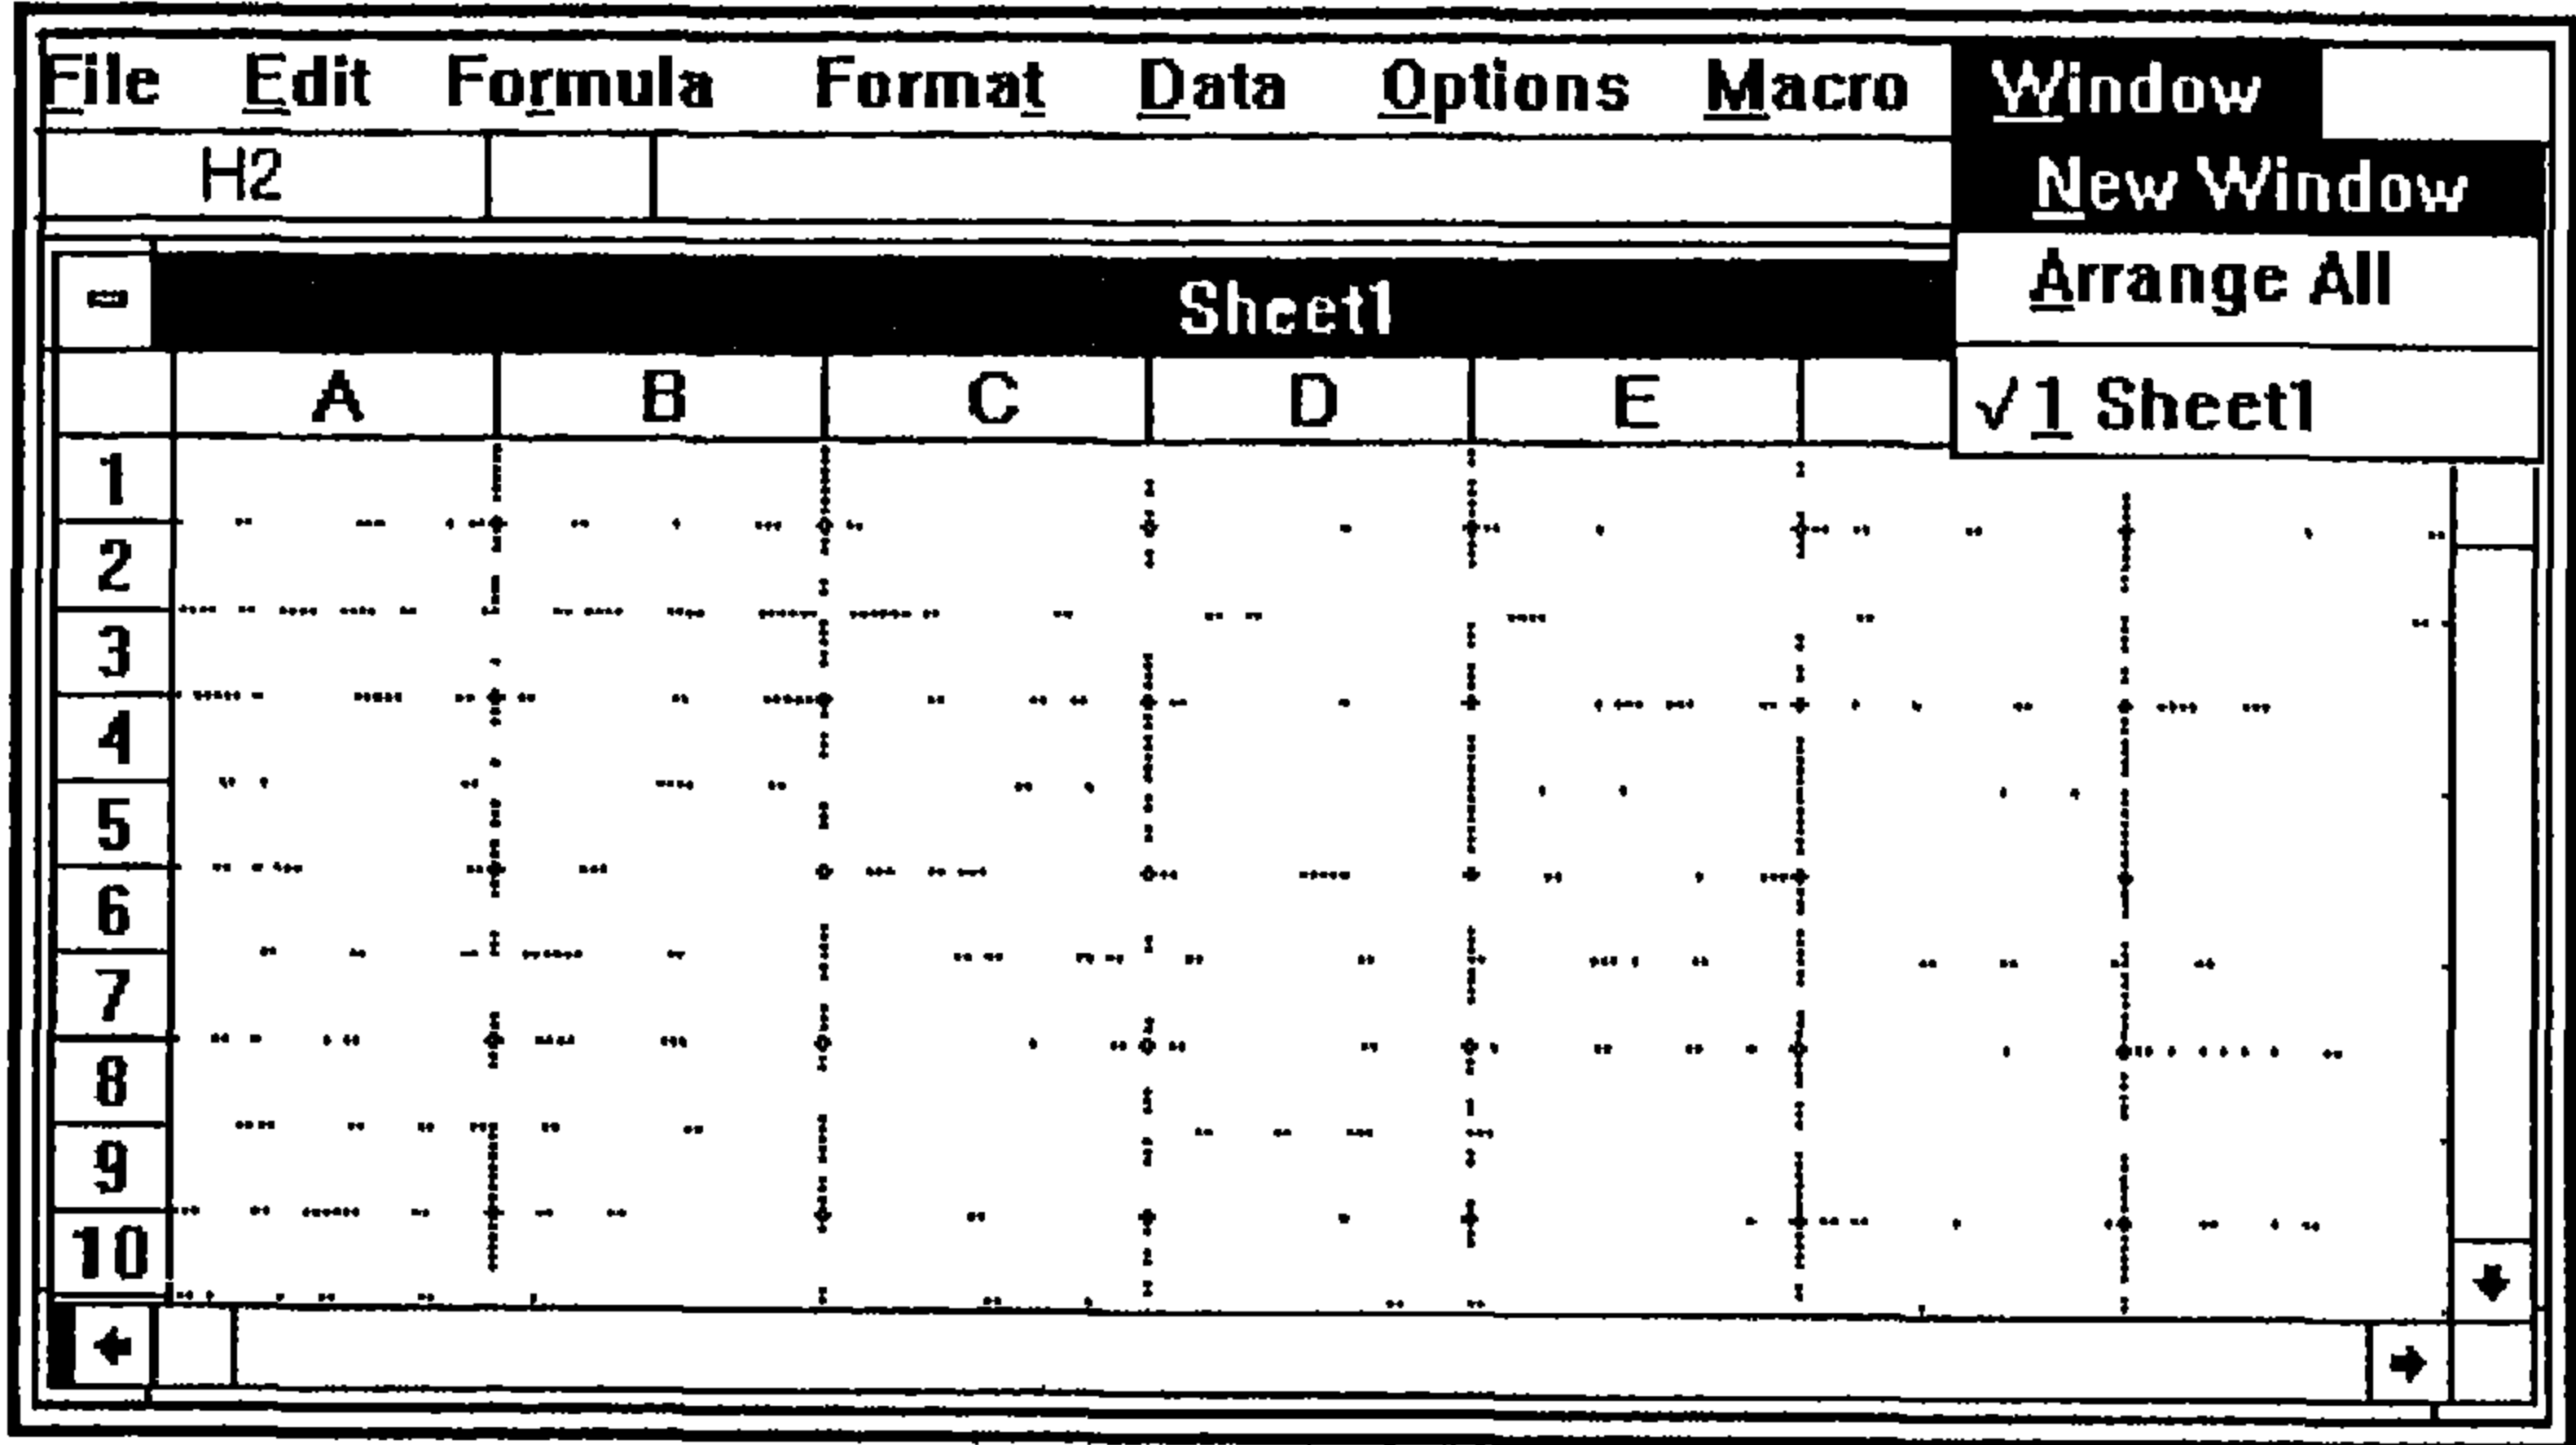 File Edit Formula Format Data Options Macro Window
H2
New Window
Arrange All
√1 Sheet1
Sheet1
A B C D E
1
2
3
4
5
6
7
8
9
10